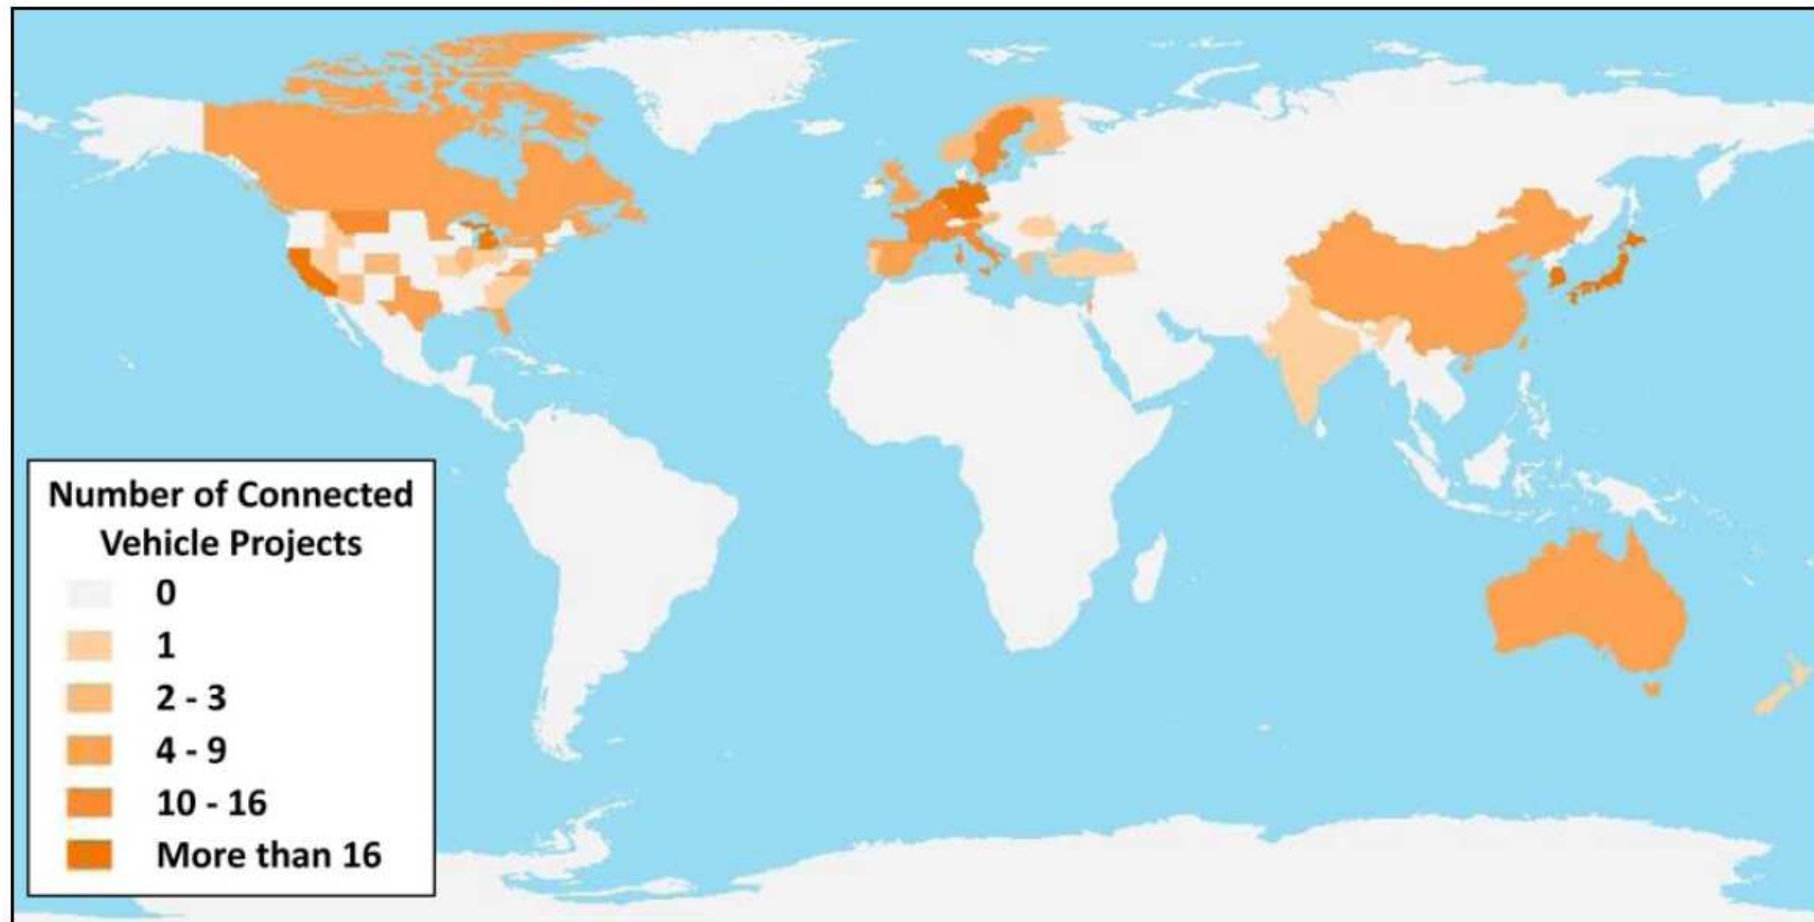 Number of Connected
Vehicle Projects
0
1
2 - 3
4 - 9
10 - 16
More than 16